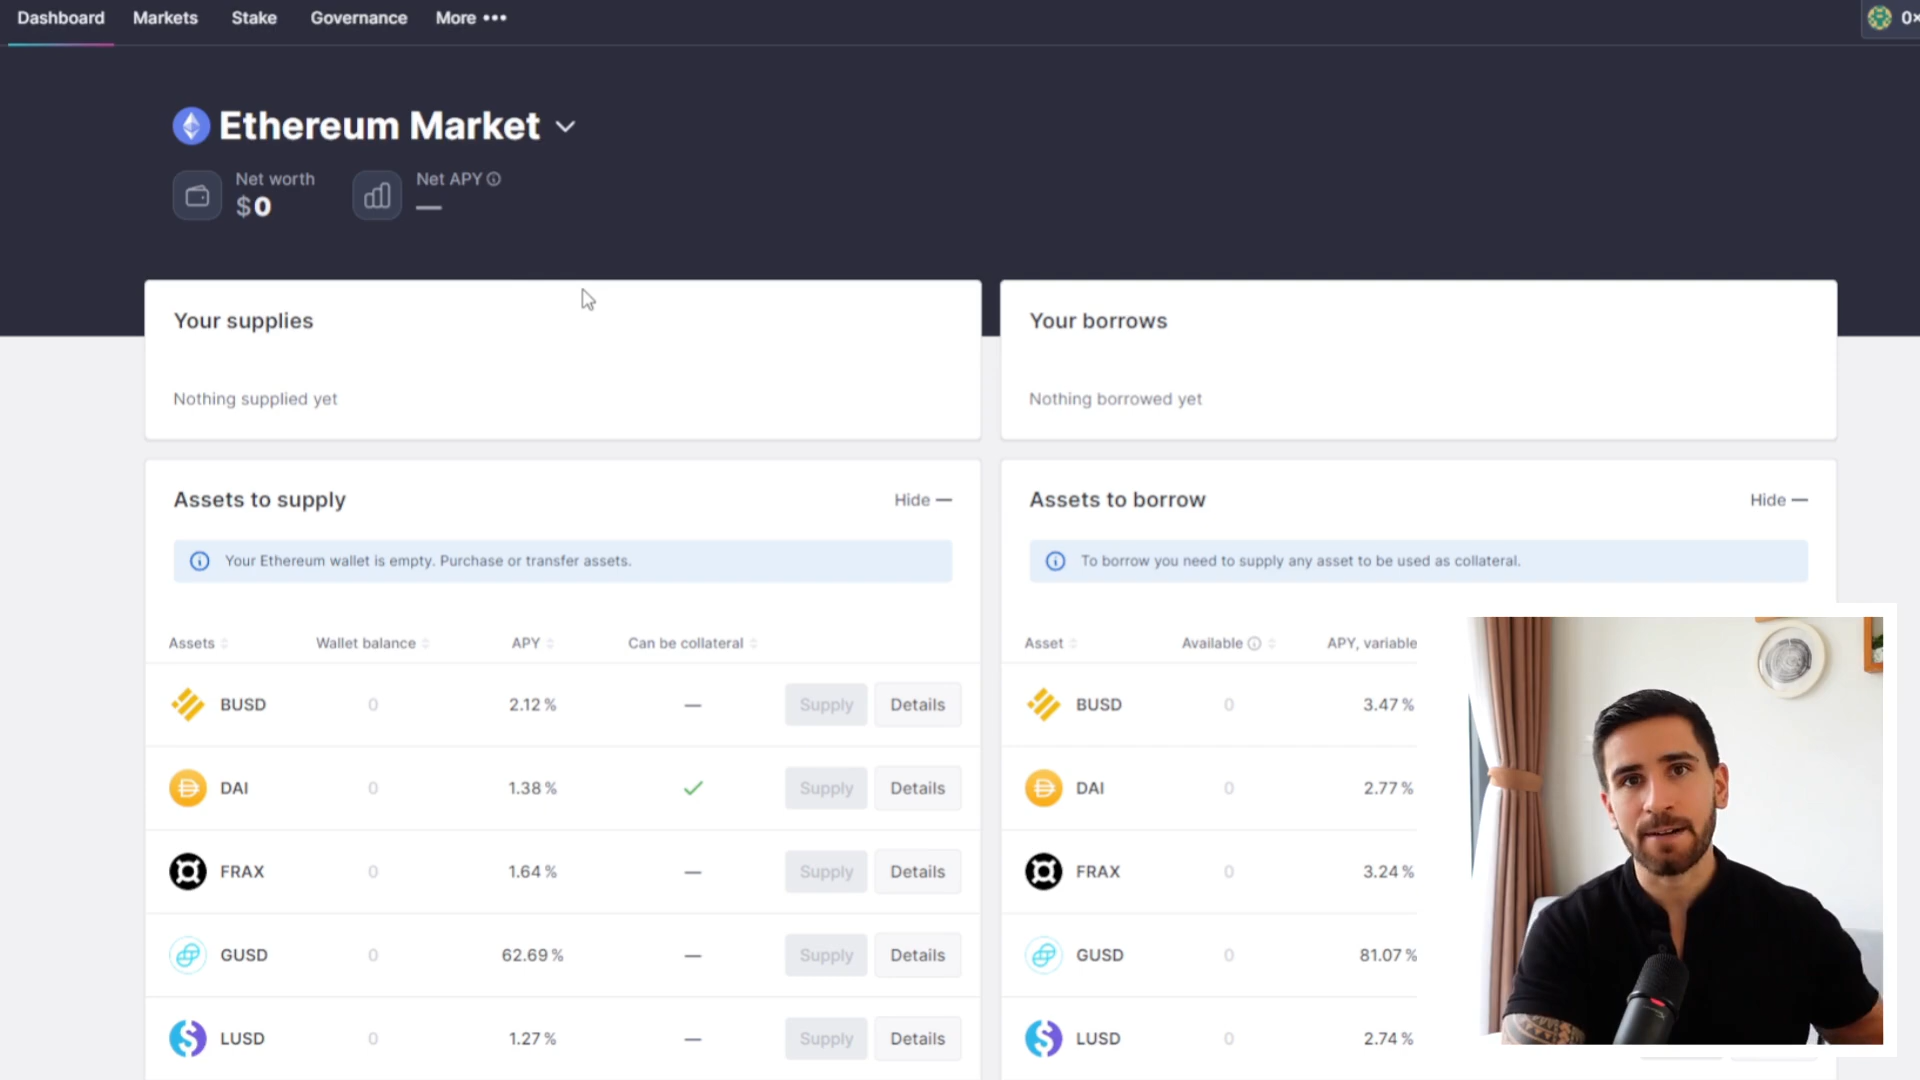 Dashboard Markets Stake Governance More ••• 0×
Ethereum Market
Net worth Net APY
$0 —
Your supplies
Nothing supplied yet
Your borrows
Nothing borrowed yet
Assets to supply Hide —
Your Ethereum wallet is empty. Purchase or transfer assets.
Assets Wallet balance APY Can be collateral
BUSD 0 2.12 % — Supply Details
DAI 0 1.38 % ✓ Supply Details
FRAX 0 1.64 % — Supply Details
GUSD 0 62.69 % — Supply Details
LUSD 0 1.27 % — Supply Details
Assets to borrow Hide —
To borrow you need to supply any asset to be used as collateral.
Asset Available APY, variable
BUSD 0 3.47 %
DAI 0 2.77 %
FRAX 0 3.24 %
GUSD 0 81.07 %
LUSD 0 2.74 %